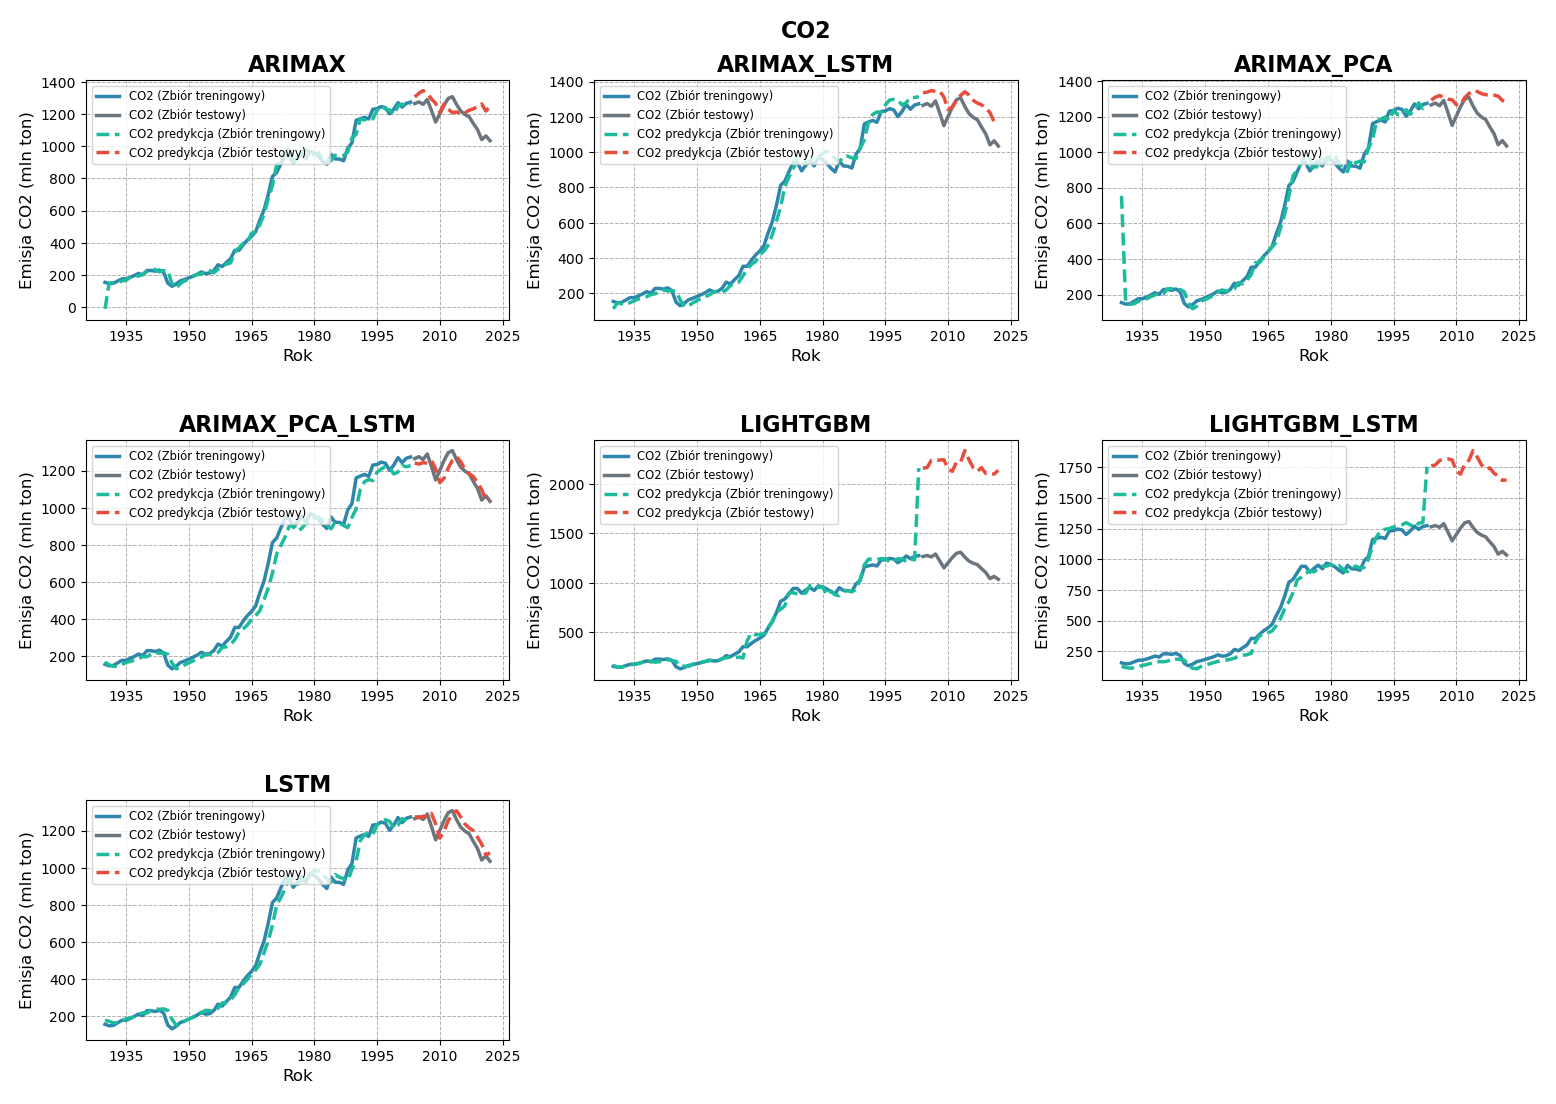 CO2
ARIMAX
Emisja CO2 (mln ton)
1400
1200
1000
800
600
400
200
0
CO2 (Zbiór treningowy)
CO2 (Zbiór testowy)
CO2 predykcja (Zbiór treningowy)
CO2 predykcja (Zbiór testowy)
1935 1950 1965 1980 1995 2010 2025
Rok
ARIMAX_LSTM
Emisja CO2 (mln ton)
1400
1200
1000
800
600
400
200
CO2 (Zbiór treningowy)
CO2 (Zbiór testowy)
CO2 predykcja (Zbiór treningowy)
CO2 predykcja (Zbiór testowy)
1935 1950 1965 1980 1995 2010 2025
Rok
ARIMAX_PCA
Emisja CO2 (mln ton)
1400
1200
1000
800
600
400
200
CO2 (Zbiór treningowy)
CO2 (Zbiór testowy)
CO2 predykcja (Zbiór treningowy)
CO2 predykcja (Zbiór testowy)
1935 1950 1965 1980 1995 2010 2025
Rok
ARIMAX_PCA_LSTM
Emisja CO2 (mln ton)
1200
1000
800
600
400
200
CO2 (Zbiór treningowy)
CO2 (Zbiór testowy)
CO2 predykcja (Zbiór treningowy)
CO2 predykcja (Zbiór testowy)
1935 1950 1965 1980 1995 2010 2025
Rok
LIGHTGBM
Emisja CO2 (mln ton)
2000
1500
1000
500
CO2 (Zbiór treningowy)
CO2 (Zbiór testowy)
CO2 predykcja (Zbiór treningowy)
CO2 predykcja (Zbiór testowy)
1935 1950 1965 1980 1995 2010 2025
Rok
LIGHTGBM_LSTM
Emisja CO2 (mln ton)
1750
1500
1250
1000
750
500
250
CO2 (Zbiór treningowy)
CO2 (Zbiór testowy)
CO2 predykcja (Zbiór treningowy)
CO2 predykcja (Zbiór testowy)
1935 1950 1965 1980 1995 2010 2025
Rok
LSTM
Emisja CO2 (mln ton)
1200
1000
800
600
400
200
CO2 (Zbiór treningowy)
CO2 (Zbiór testowy)
CO2 predykcja (Zbiór treningowy)
CO2 predykcja (Zbiór testowy)
1935 1950 1965 1980 1995 2010 2025
Rok